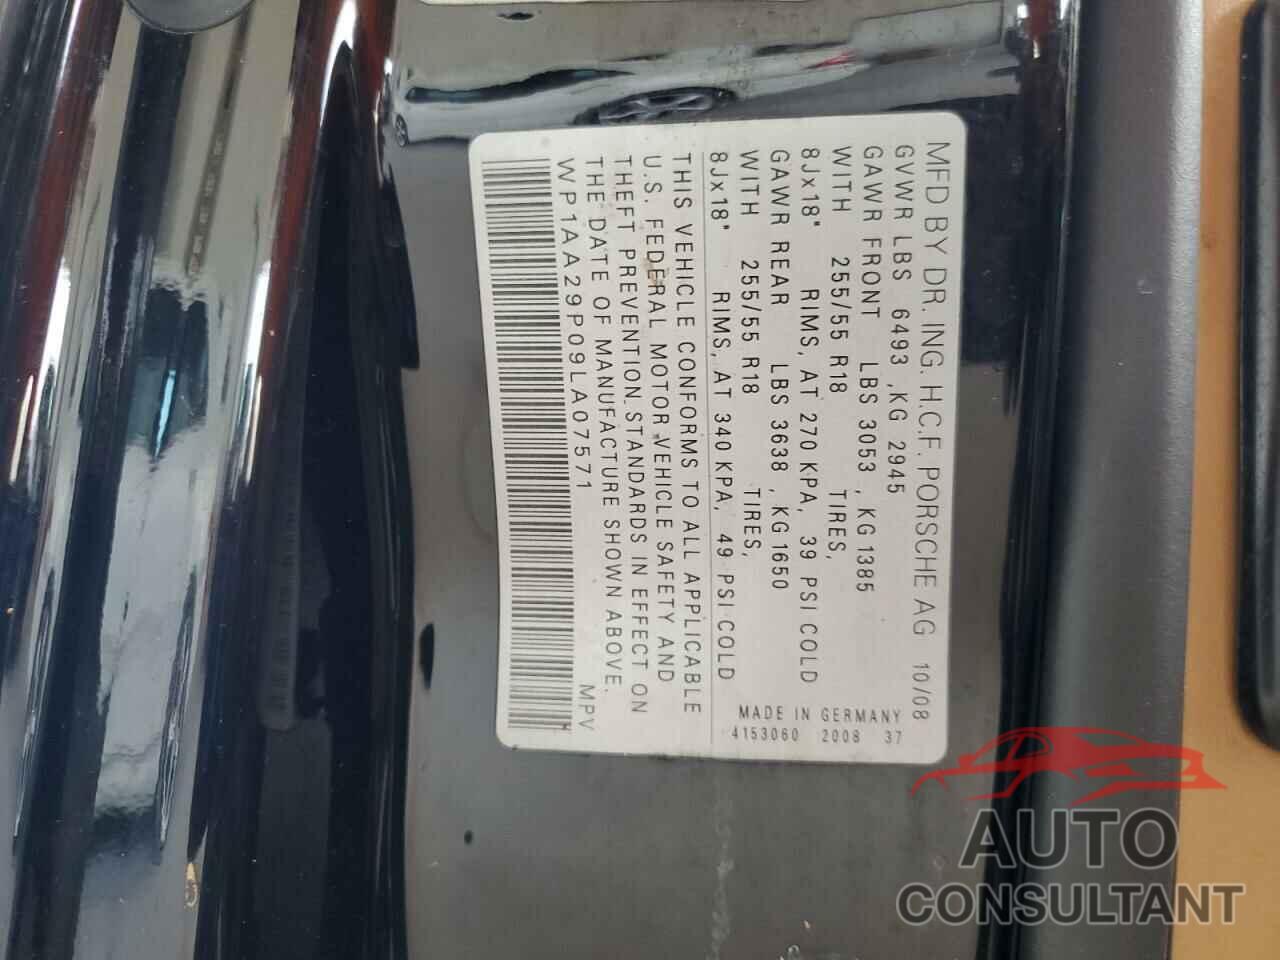 MFD BY DR. ING. H.C.F. PORSCHE AG 10/08
GVWR LBS 6493 ,KG 2945
GAWR FRONT LBS 3053 ,KG 1385
WITH 255/55 R18 TIRES,
8Jx18" RIMS, AT 270 KPA, 39 PSI COLD
GAWR REAR LBS 3638 ,KG 1650
WITH 255/55 R18 TIRES,
8Jx18" RIMS, AT 340 KPA, 49 PSI COLD
MADE IN GERMANY
4153060 2008 37
THIS VEHICLE CONFORMS TO ALL APPLICABLE
U.S. FEDERAL MOTOR VEHICLE SAFETY AND
THEFT PREVENTION STANDARDS IN EFFECT ON
THE DATE OF MANUFACTURE SHOWN ABOVE.
WP1AA29P09LA07571 MPV
AUTO
CONSULTANT